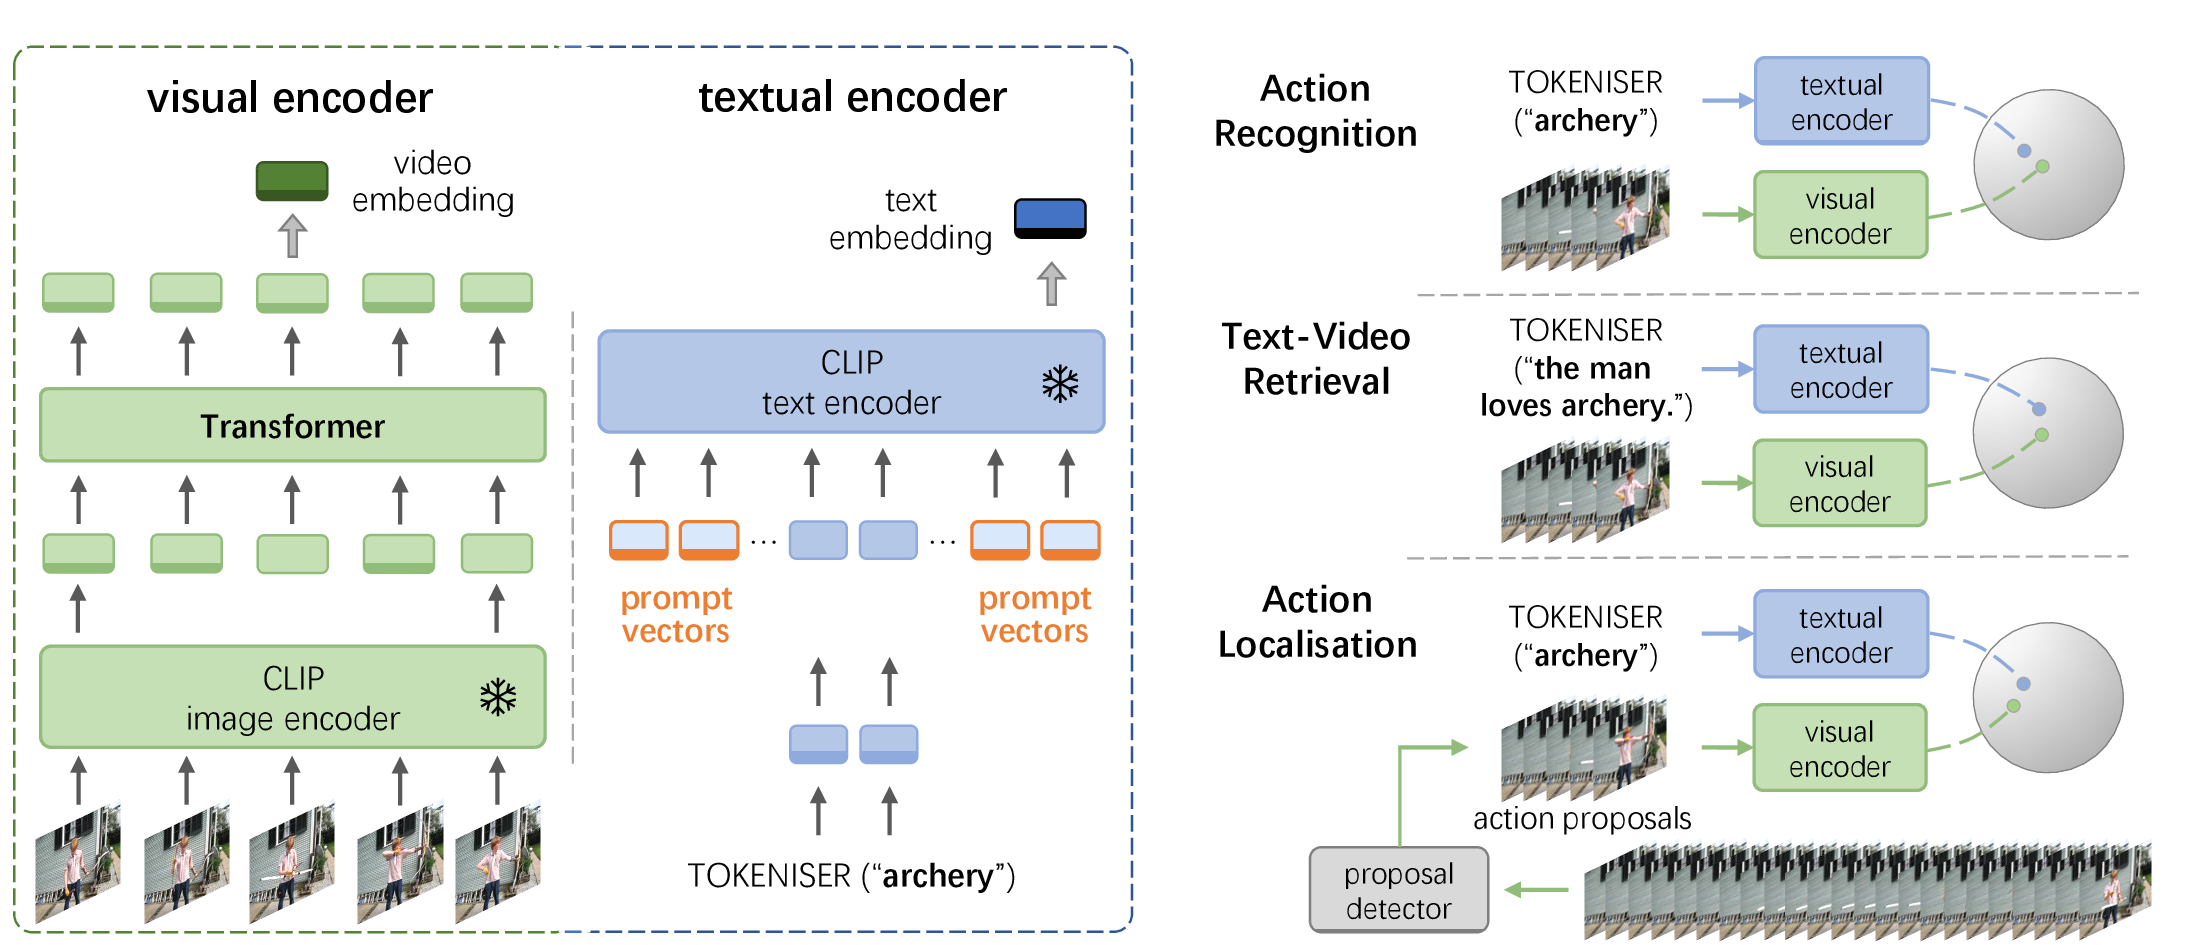 visual encoder
video
embedding
Transformer
CLIP
image encoder
textual encoder
text
embedding
CLIP
text encoder
...
...
prompt
vectors
prompt
vectors
TOKENISER (“archery”)
Action
Recognition
TOKENISER
(“archery”)
textual
encoder
visual
encoder
Text-Video
Retrieval
TOKENISER
(“the man
loves archery.”)
textual
encoder
visual
encoder
Action
Localisation
TOKENISER
(“archery”)
textual
encoder
visual
encoder
action proposals
proposal
detector